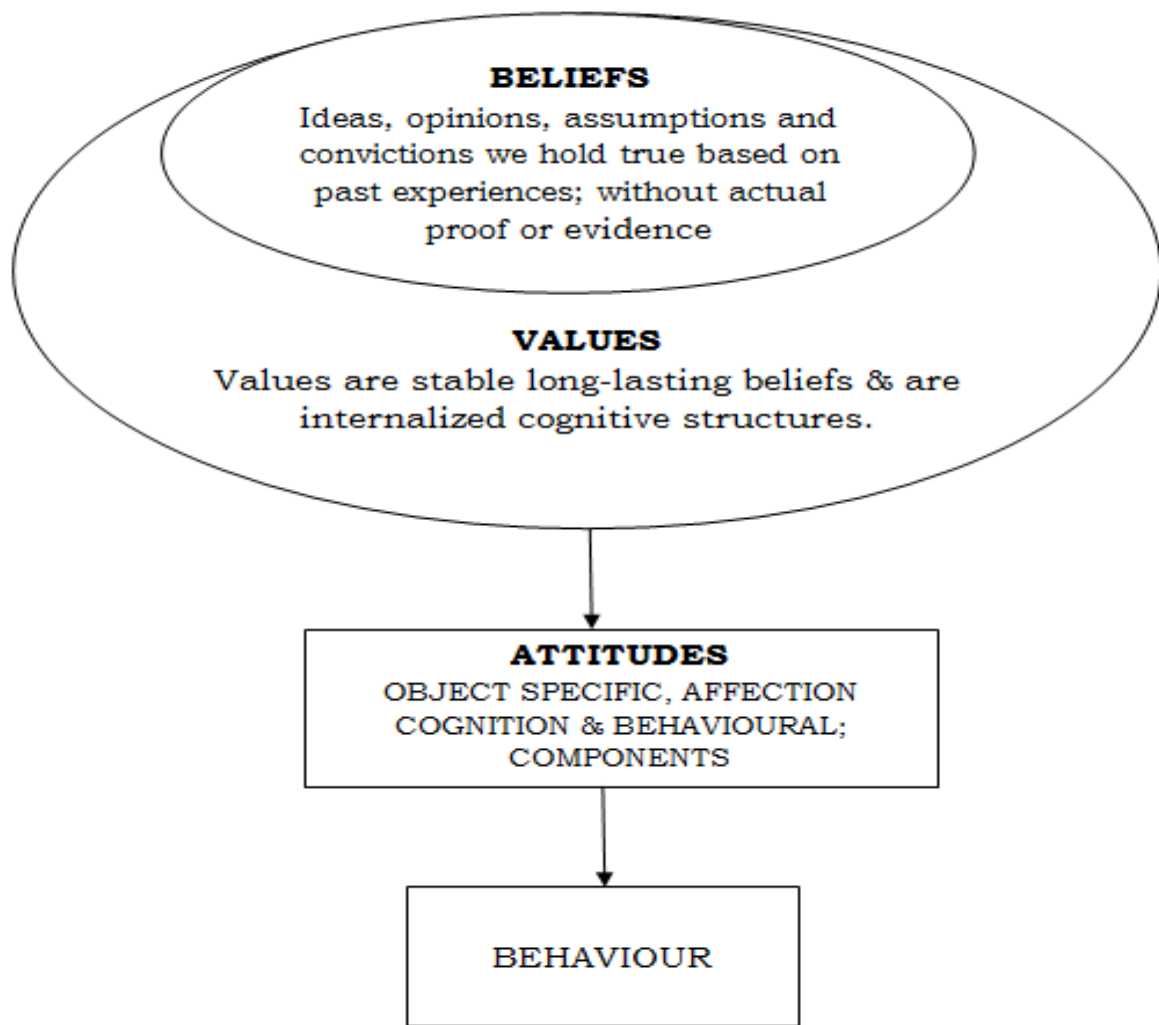 BELIEFS
Ideas, opinions, assumptions and
convictions we hold true based on
past experiences; without actual
proof or evidence
VALUES
Values are stable long-lasting beliefs & are
internalized cognitive structures.
ATTITUDES
OBJECT SPECIFIC, AFFECTION
COGNITION & BEHAVIOURAL;
COMPONENTS
BEHAVIOUR